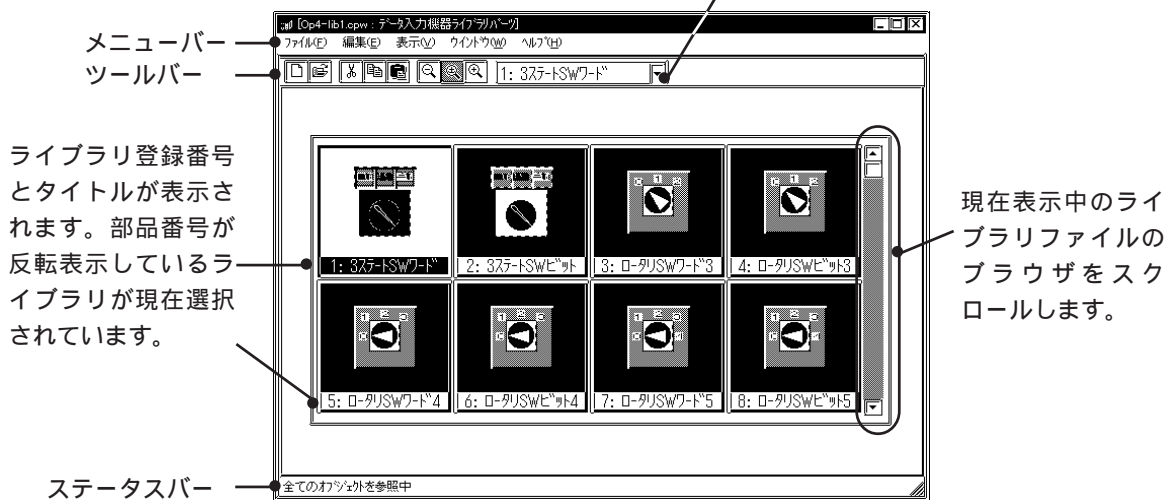 [Op4-lib1.cpw : データ入力機器ライブラリパーツ]
メニューバー
ファイル(F) 編集(E) 表示(V) ウインドウ(W) ヘルプ(H)
ツールバー
1: 3ステートSWワード
ライブラリ登録番号
とタイトルが表示さ
れます。部品番号が
反転表示しているラ
イブラリが現在選択
されています。
1: 3ステートSWワード
2: 3ステートSWビット
3: ロータリSWワード3
4: ロータリSWビット3
5: ロータリSWワード4
6: ロータリSWビット4
7: ロータリSWワード5
8: ロータリSWビット5
現在表示中のライ
ブラリファイルの
ブラウザをスク
ロールします。
ステータスバー
全てのオブジェクトを参照中